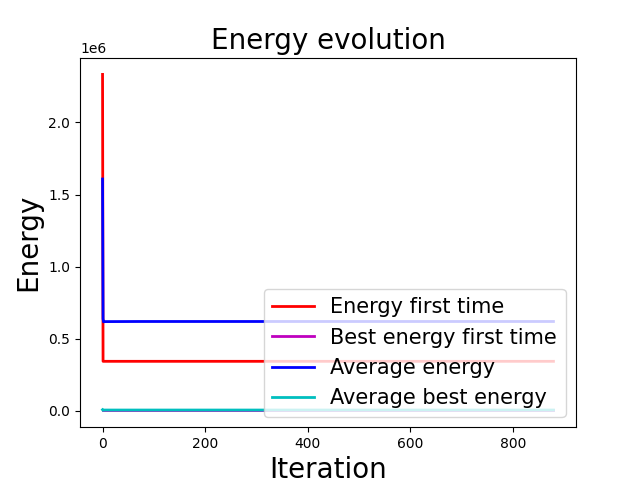 Energy evolution
1e6
Energy
2.0
1.5
1.0
0.5
0.0
Energy first time
Best energy first time
Average energy
Average best energy
0 200 400 600 800
Iteration